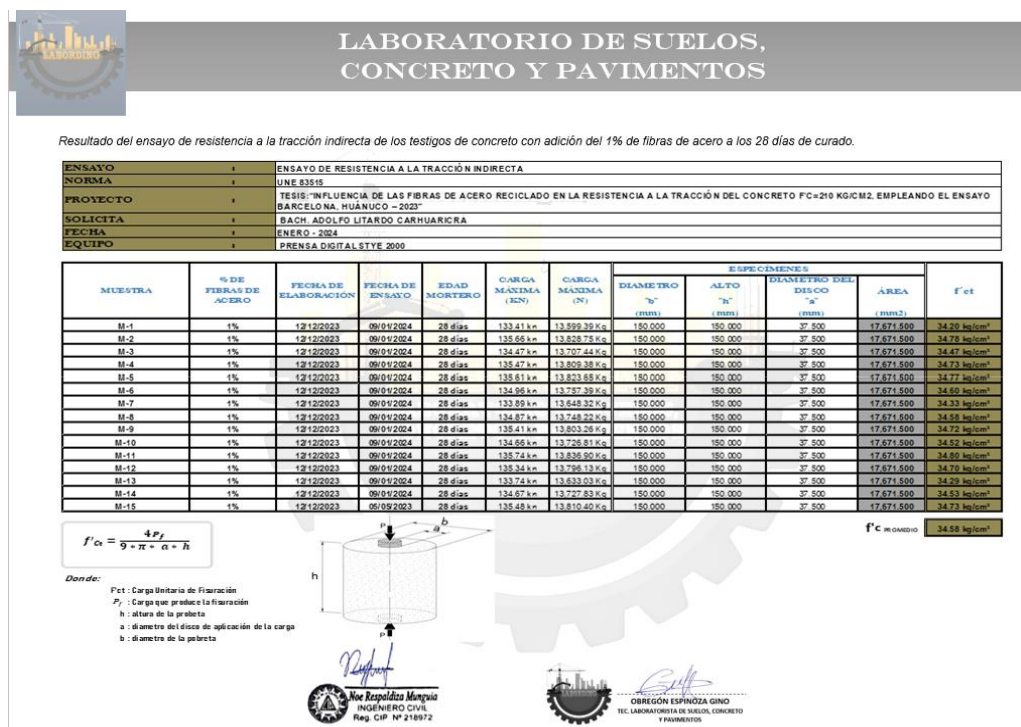 LABORDINO
LABORATORIO DE SUELOS,
CONCRETO Y PAVIMENTOS
Resultado del ensayo de resistencia a la tracción indirecta de los testigos de concreto con adición del 1% de fibras de acero a los 28 días de curado.
ENSAYO : ENSAYO DE RESISTENCIA A LA TRACCIÓN INDIRECTA
NORMA : UNE 83515
PROYECTO : TESIS:"INFLUENCIA DE LAS FIBRAS DE ACERO RECICLADO EN LA RESISTENCIA A LA TRACCIÓN DEL CONCRETO F'C=210 KG/CM2, EMPLEANDO EL ENSAYO
BARCELONA, HUÁNUCO – 2023"
SOLICITA : BACH. ADOLFO LITARDO CARHUARICRA
FECHA : ENERO - 2024
EQUIPO : PRENSA DIGITAL STYE 2000
ESPECÍMENES
MUESTRA % DE FIBRAS DE ACERO FECHA DE ELABORACIÓN FECHA DE ENSAYO EDAD MORTERO CARGA MÁXIMA (KN) CARGA MÁXIMA (N) DIAMETRO "b" (mm) ALTO "h" (mm) DIAMETRO DEL DISCO "a" (mm) ÁREA (mm2) f'ct
M-1 1% 12/12/2023 09/01/2024 28 días 133.41 kn 13,599.39 Kg 150.000 150.000 37.500 17,671.500 34.20 kg/cm²
M-2 1% 12/12/2023 09/01/2024 28 días 135.66 kn 13,828.75 Kg 150.000 150.000 37.500 17,671.500 34.78 kg/cm²
M-3 1% 12/12/2023 09/01/2024 28 días 134.47 kn 13,707.44 Kg 150.000 150.000 37.500 17,671.500 34.47 kg/cm²
M-4 1% 12/12/2023 09/01/2024 28 días 135.47 kn 13,809.38 Kg 150.000 150.000 37.500 17,671.500 34.73 kg/cm²
M-5 1% 12/12/2023 09/01/2024 28 días 135.61 kn 13,823.65 Kg 150.000 150.000 37.500 17,671.500 34.77 kg/cm²
M-6 1% 12/12/2023 09/01/2024 28 días 134.96 kn 13,757.39 Kg 150.000 150.000 37.500 17,671.500 34.60 kg/cm²
M-7 1% 12/12/2023 09/01/2024 28 días 133.89 kn 13,648.32 Kg 150.000 150.000 37.500 17,671.500 34.33 kg/cm²
M-8 1% 12/12/2023 09/01/2024 28 días 134.87 kn 13,748.22 Kg 150.000 150.000 37.500 17,671.500 34.58 kg/cm²
M-9 1% 12/12/2023 09/01/2024 28 días 135.41 kn 13,803.26 Kg 150.000 150.000 37.500 17,671.500 34.72 kg/cm²
M-10 1% 12/12/2023 09/01/2024 28 días 134.66 kn 13,726.81 Kg 150.000 150.000 37.500 17,671.500 34.52 kg/cm²
M-11 1% 12/12/2023 09/01/2024 28 días 135.74 kn 13,836.90 Kg 150.000 150.000 37.500 17,671.500 34.80 kg/cm²
M-12 1% 12/12/2023 09/01/2024 28 días 135.34 kn 13,796.13 Kg 150.000 150.000 37.500 17,671.500 34.70 kg/cm²
M-13 1% 12/12/2023 09/01/2024 28 días 133.74 kn 13,633.03 Kg 150.000 150.000 37.500 17,671.500 34.29 kg/cm²
M-14 1% 12/12/2023 09/01/2024 28 días 134.67 kn 13,727.83 Kg 150.000 150.000 37.500 17,671.500 34.53 kg/cm²
M-15 1% 12/12/2023 05/05/2023 28 días 135.48 kn 13,810.40 Kg 150.000 150.000 37.500 17,671.500 34.73 kg/cm²
f'c PROMEDIO 34.58 kg/cm²
f'ct = 4Pf / 9 * π * a * h
P b a
h
P
Donde:
F'ct : Carga Unitaria de Fisuración
Pf : Carga que produce la fisuración
h : altura de la probeta
a : diametro del disco de aplicación de la carga
b : diametro de la pobreta
Noe Respaldiza Munguia
INGENIERO CIVIL
Reg. CIP Nº 218972
OBREGÓN ESPINOZA GINO
TEC. LABORATORISTA DE SUELOS, CONCRETO
Y PAVIMENTOS